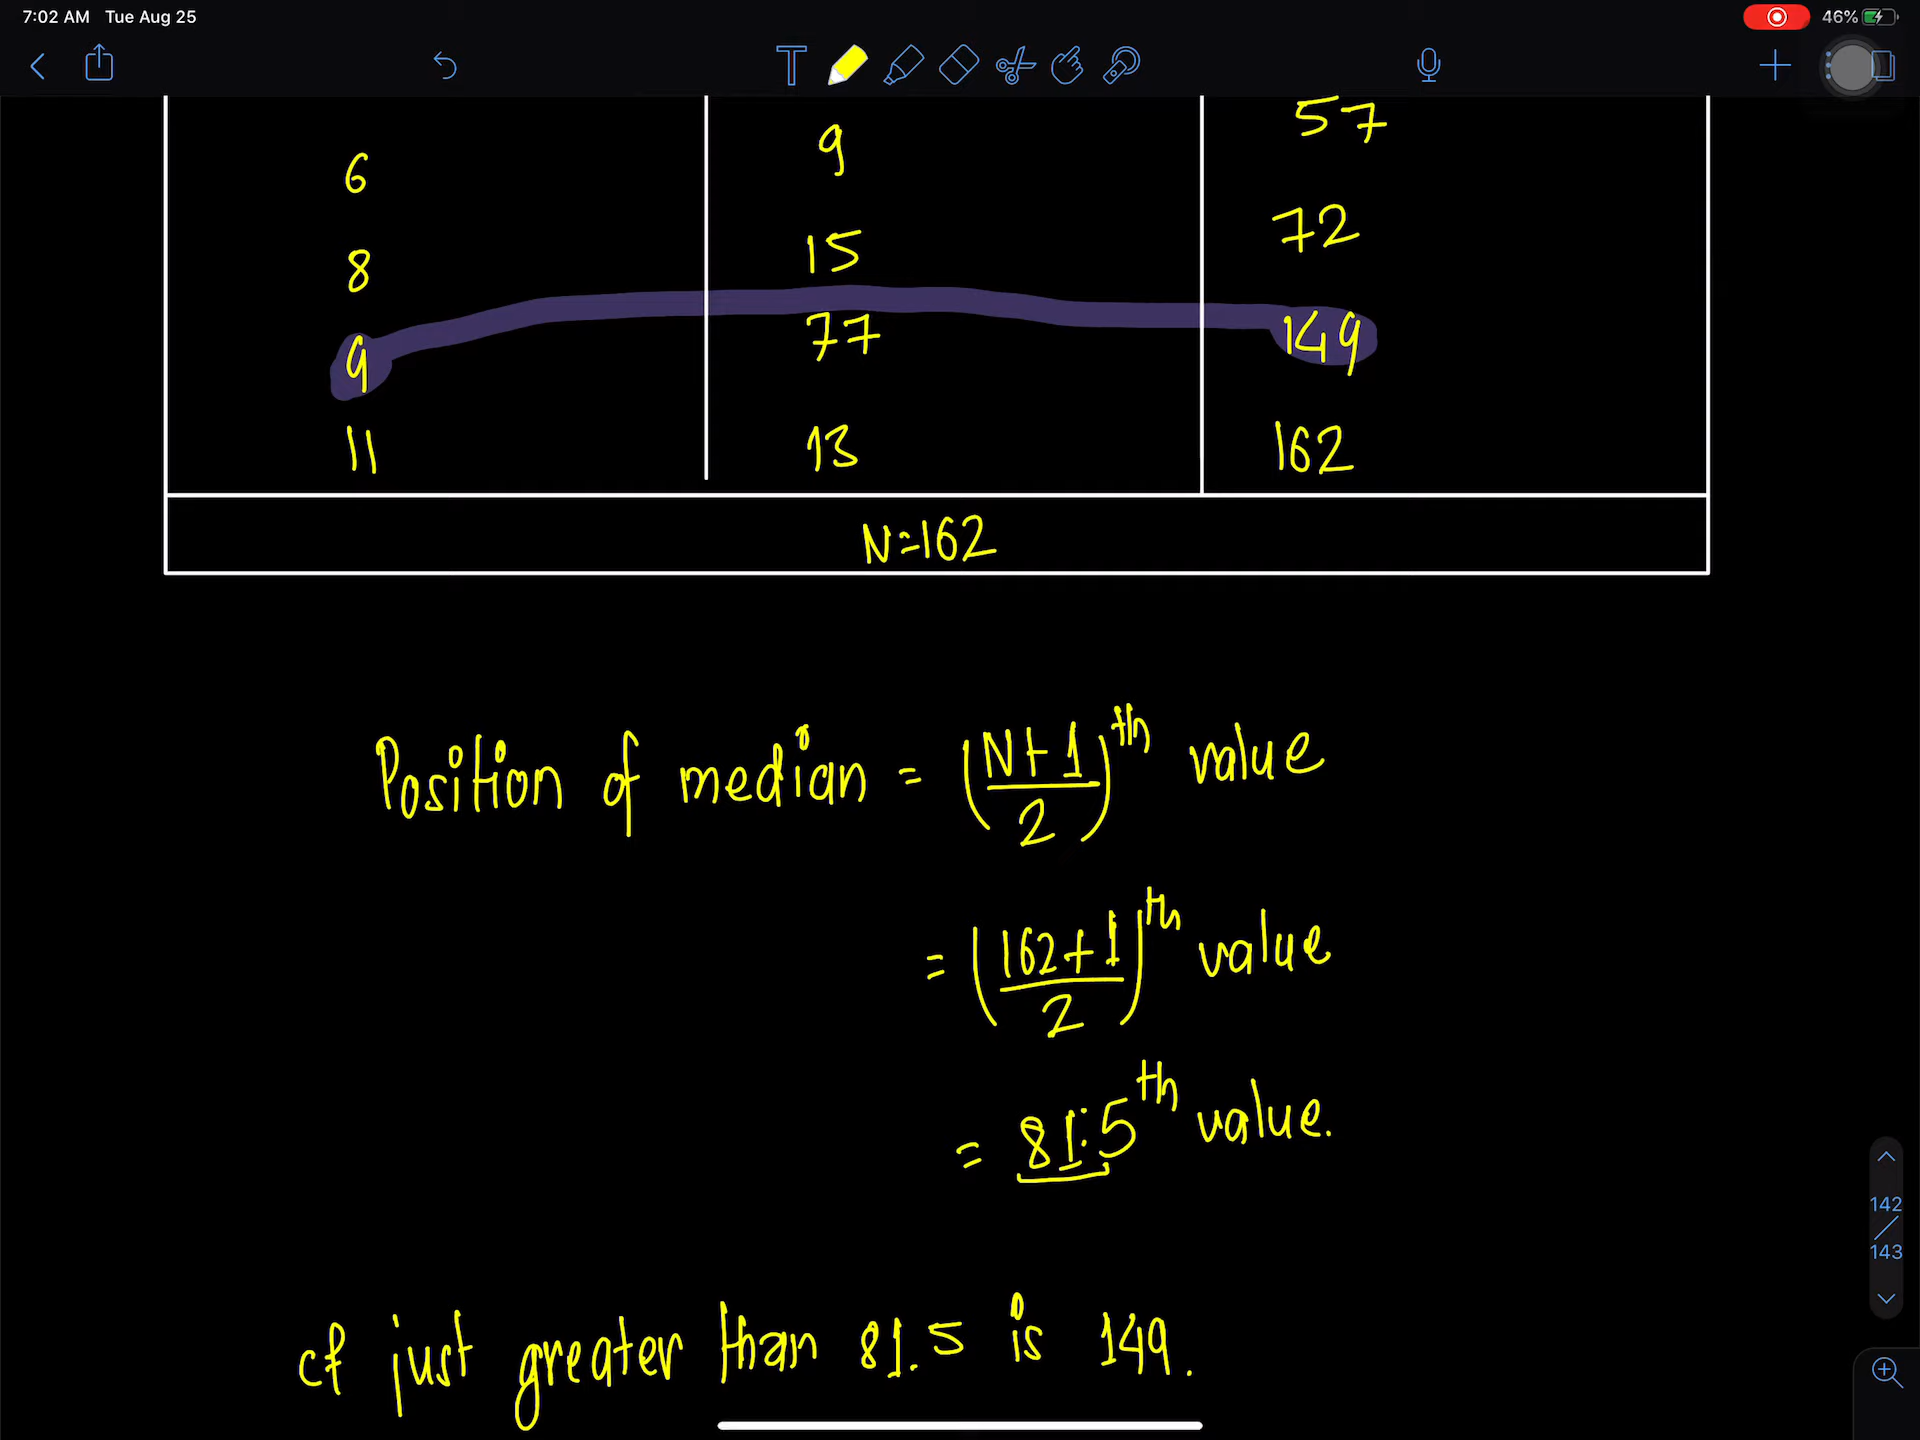 7:02 AM Tue Aug 25 46%
57
6 9
72
8 15
9 77 149
11 13 162
N=162
Position of median = (N+1/2)th value
= (162+1/2)th value
= 81.5th value.
142
143
cf just greater than 81.5 is 149.